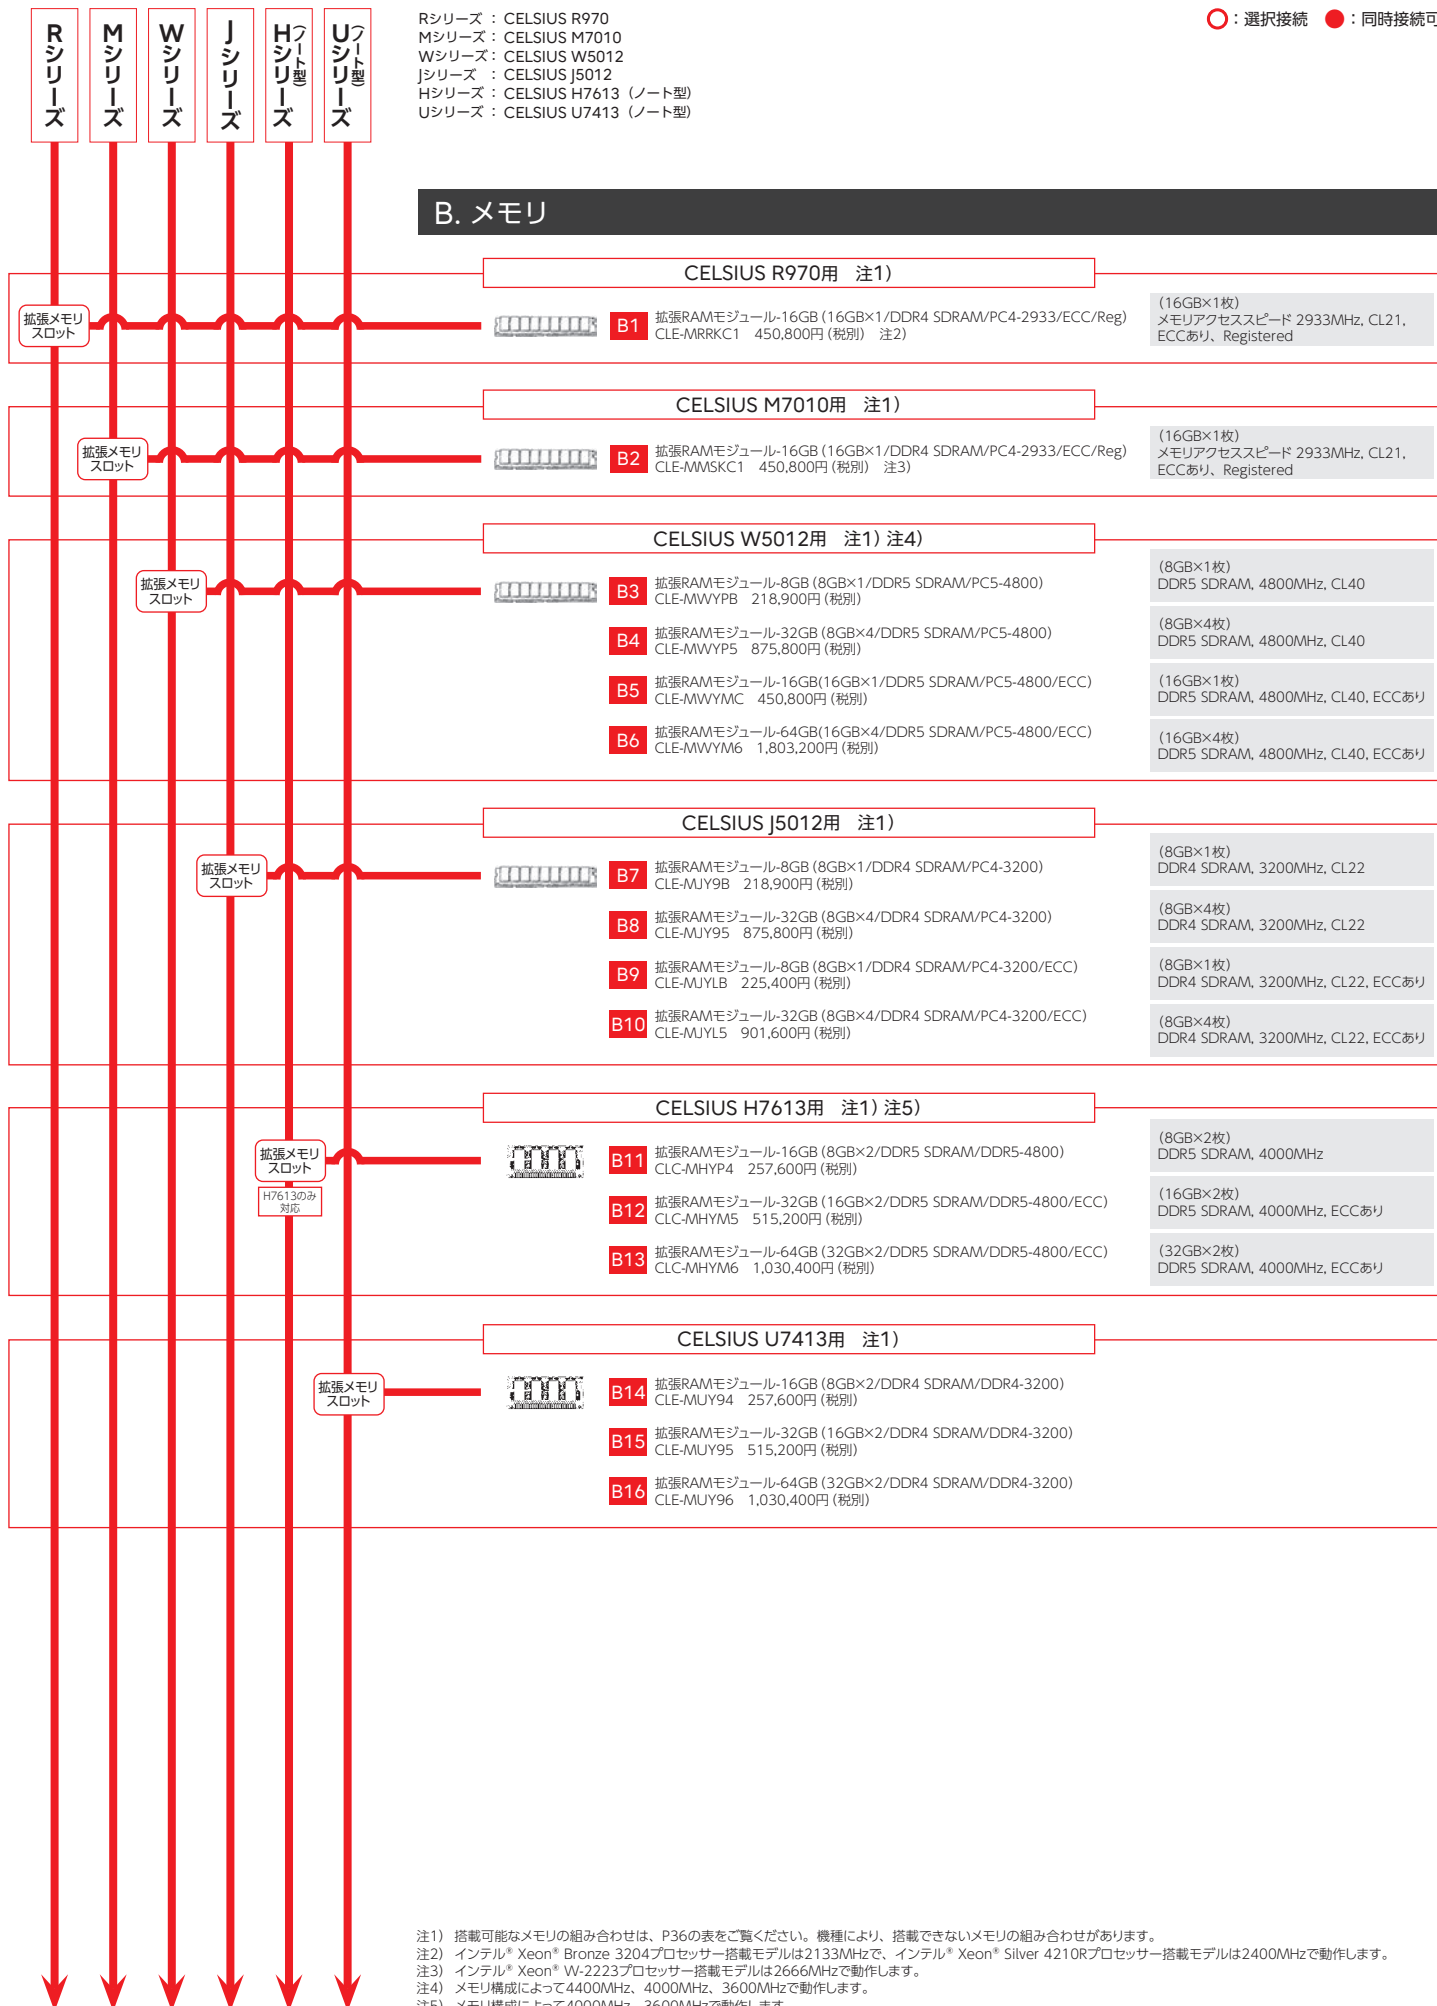 Rシリーズ
Mシリーズ
Wシリーズ
Jシリーズ
Hシリーズ（ノート型）
Uシリーズ（ノート型）
Rシリーズ ： CELSIUS R970
Mシリーズ： CELSIUS M7010
Wシリーズ： CELSIUS W5012
Jシリーズ ： CELSIUS J5012
Hシリーズ ： CELSIUS H7613（ノート型）
Uシリーズ ： CELSIUS U7413（ノート型）
：選択接続 ：同時接続可
B. メモリ
CELSIUS R970用 注1）
拡張メモリ
スロット
B1
拡張RAMモジュール-16GB（16GB×1/DDR4 SDRAM/PC4-2933/ECC/Reg）
CLE-MRRKC1 450,800円（税別） 注2）
（16GB×1枚）
メモリアクセススピード 2933MHz, CL21,
ECCあり、Registered
CELSIUS M7010用 注1）
拡張メモリ
スロット
B2
拡張RAMモジュール-16GB（16GB×1/DDR4 SDRAM/PC4-2933/ECC/Reg）
CLE-MMSKC1 450,800円（税別） 注3）
（16GB×1枚）
メモリアクセススピード 2933MHz, CL21,
ECCあり、Registered
CELSIUS W5012用 注1）注4）
拡張メモリ
スロット
B3
拡張RAMモジュール-8GB（8GB×1/DDR5 SDRAM/PC5-4800）
CLE-MWYPB 218,900円（税別）
（8GB×1枚）
DDR5 SDRAM, 4800MHz, CL40
B4
拡張RAMモジュール-32GB（8GB×4/DDR5 SDRAM/PC5-4800）
CLE-MWYP5 875,800円（税別）
（8GB×4枚）
DDR5 SDRAM, 4800MHz, CL40
B5
拡張RAMモジュール-16GB(16GB×1/DDR5 SDRAM/PC5-4800/ECC)
CLE-MWYMC 450,800円（税別）
（16GB×1枚）
DDR5 SDRAM, 4800MHz, CL40, ECCあり
B6
拡張RAMモジュール-64GB(16GB×4/DDR5 SDRAM/PC5-4800/ECC)
CLE-MWYM6 1,803,200円（税別）
（16GB×4枚）
DDR5 SDRAM, 4800MHz, CL40, ECCあり
CELSIUS J5012用 注1）
拡張メモリ
スロット
B7
拡張RAMモジュール-8GB（8GB×1/DDR4 SDRAM/PC4-3200）
CLE-MJY9B 218,900円（税別）
（8GB×1枚）
DDR4 SDRAM, 3200MHz, CL22
B8
拡張RAMモジュール-32GB（8GB×4/DDR4 SDRAM/PC4-3200）
CLE-MJY95 875,800円（税別）
（8GB×4枚）
DDR4 SDRAM, 3200MHz, CL22
B9
拡張RAMモジュール-8GB（8GB×1/DDR4 SDRAM/PC4-3200/ECC）
CLE-MJYLB 225,400円（税別）
（8GB×1枚）
DDR4 SDRAM, 3200MHz, CL22, ECCあり
B10
拡張RAMモジュール-32GB（8GB×4/DDR4 SDRAM/PC4-3200/ECC）
CLE-MJYL5 901,600円（税別）
（8GB×4枚）
DDR4 SDRAM, 3200MHz, CL22, ECCあり
CELSIUS H7613用 注1）注5）
拡張メモリ
スロット
H7613のみ
対応
B11
拡張RAMモジュール-16GB（8GB×2/DDR5 SDRAM/DDR5-4800）
CLC-MHYP4 257,600円（税別）
（8GB×2枚）
DDR5 SDRAM, 4000MHz
B12
拡張RAMモジュール-32GB（16GB×2/DDR5 SDRAM/DDR5-4800/ECC）
CLC-MHYM5 515,200円（税別）
（16GB×2枚）
DDR5 SDRAM, 4000MHz, ECCあり
B13
拡張RAMモジュール-64GB（32GB×2/DDR5 SDRAM/DDR5-4800/ECC）
CLC-MHYM6 1,030,400円（税別）
（32GB×2枚）
DDR5 SDRAM, 4000MHz, ECCあり
CELSIUS U7413用 注1）
拡張メモリ
スロット
B14
拡張RAMモジュール-16GB（8GB×2/DDR4 SDRAM/DDR4-3200）
CLE-MUY94 257,600円（税別）
B15
拡張RAMモジュール-32GB（16GB×2/DDR4 SDRAM/DDR4-3200）
CLE-MUY95 515,200円（税別）
B16
拡張RAMモジュール-64GB（32GB×2/DDR4 SDRAM/DDR4-3200）
CLE-MUY96 1,030,400円（税別）
注1） 搭載可能なメモリの組み合わせは、P36の表をご覧ください。機種により、搭載できないメモリの組み合わせがあります。
注2） インテル® Xeon® Bronze 3204プロセッサー搭載モデルは2133MHzで、インテル® Xeon® Silver 4210Rプロセッサー搭載モデルは2400MHzで動作します。
注3） インテル® Xeon® W-2223プロセッサー搭載モデルは2666MHzで動作します。
注4） メモリ構成によって4400MHz、4000MHz、3600MHzで動作します。
注5） メモリ構成によって4000MHz、3600MHzで動作します。